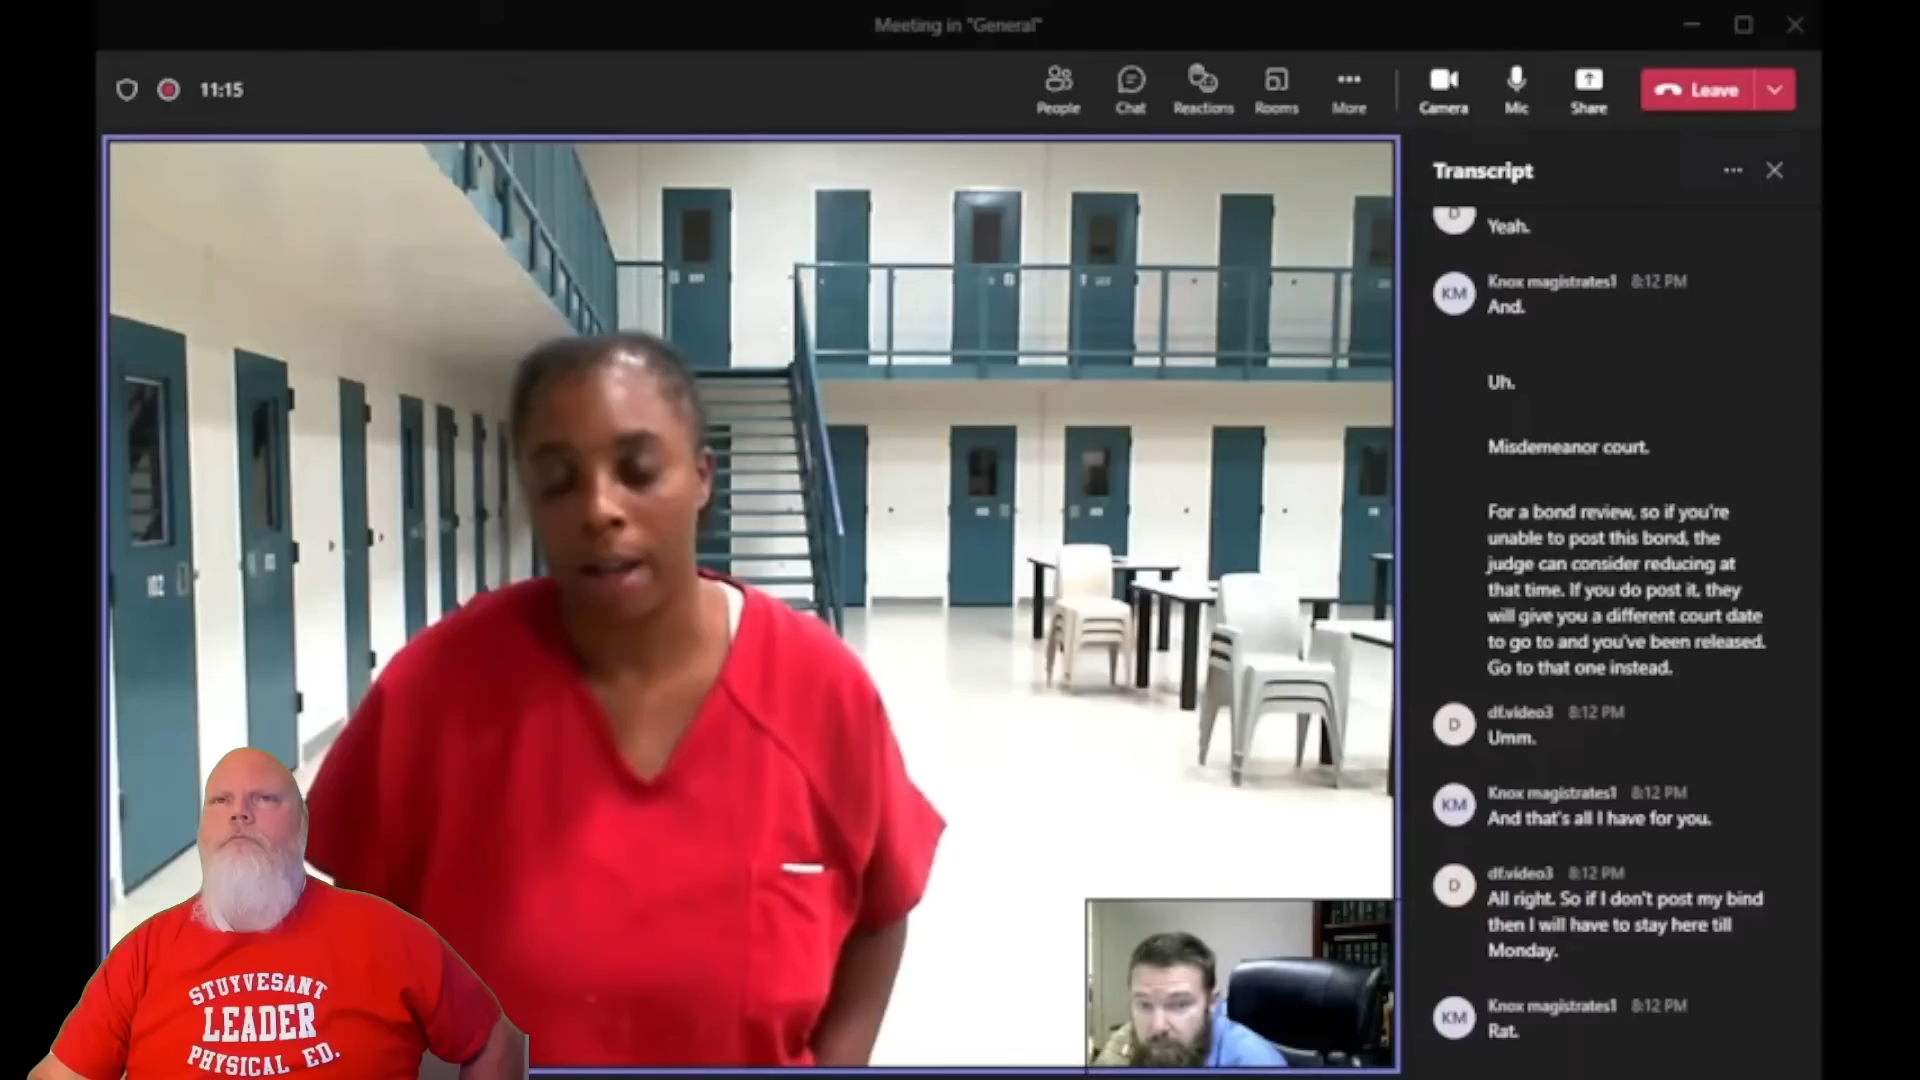 Meeting in "General"
11:15
People
Chat
Reactions
Rooms
More
Camera
Mic
Share
Leave
Transcript
D
Yeah.
KM
Knox magistrates1 8:12 PM
And.
Uh.
Misdemeanor court.
For a bond review, so if you're
unable to post this bond, the
judge can consider reducing at
that time. If you do post it, they
will give you a different court date
to go to and you've been released.
Go to that one instead.
D
df.video3 8:12 PM
Umm.
KM
Knox magistrates1 8:12 PM
And that's all I have for you.
D
df.video3 8:12 PM
All right. So if I don't post my bind
then I will have to stay here till
Monday.
KM
Knox magistrates1 8:12 PM
Rat.
102
STUYVESANT
LEADER
PHYSICAL ED.